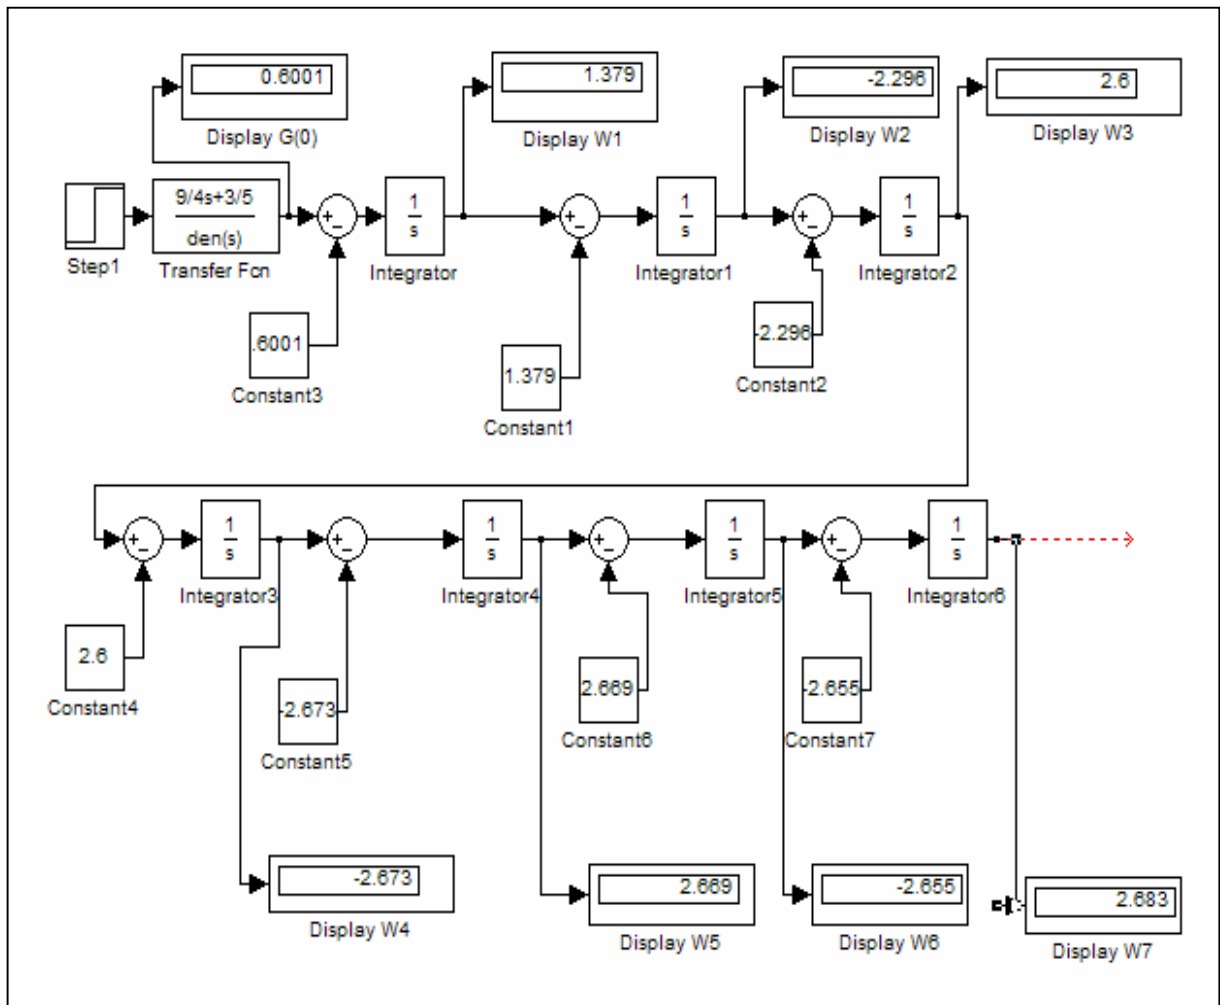 0.6001
1.379
-2.296
2.6
Display G(0)
Display W1
Display W2
Display W3
9/4s+3/5
den(s)
Step1
Transfer Fcn
+
−
1
s
Integrator
+
−
1
s
Integrator1
+
−
1
s
Integrator2
.6001
Constant3
1.379
Constant1
-2.296
Constant2
+
−
1
s
Integrator3
+
−
1
s
Integrator4
+
−
1
s
Integrator5
+
−
1
s
Integrator6
2.6
Constant4
-2.673
Constant5
2.669
Constant6
-2.655
Constant7
-2.673
Display W4
2.669
Display W5
-2.655
Display W6
2.683
Display W7